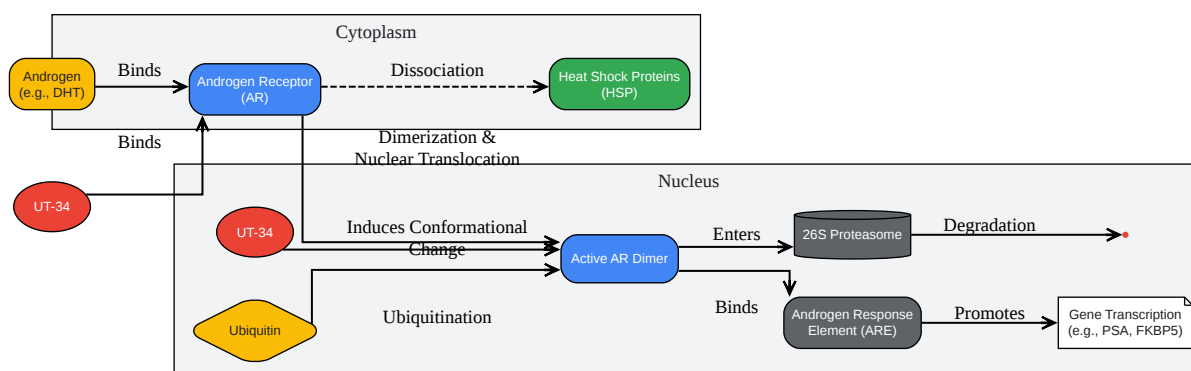 Cytoplasm
Androgen
(e.g., DHT)
Binds
Androgen Receptor
(AR)
Dissociation
Heat Shock Proteins
(HSP)
Binds
Dimerization &
Nuclear Translocation
Nucleus
UT-34
UT-34
Induces Conformational
Change
Active AR Dimer
Enters
26S Proteasome
Degradation
Ubiquitin
Ubiquitination
Binds
Androgen Response
Element (ARE)
Promotes
Gene Transcription
(e.g., PSA, FKBP5)